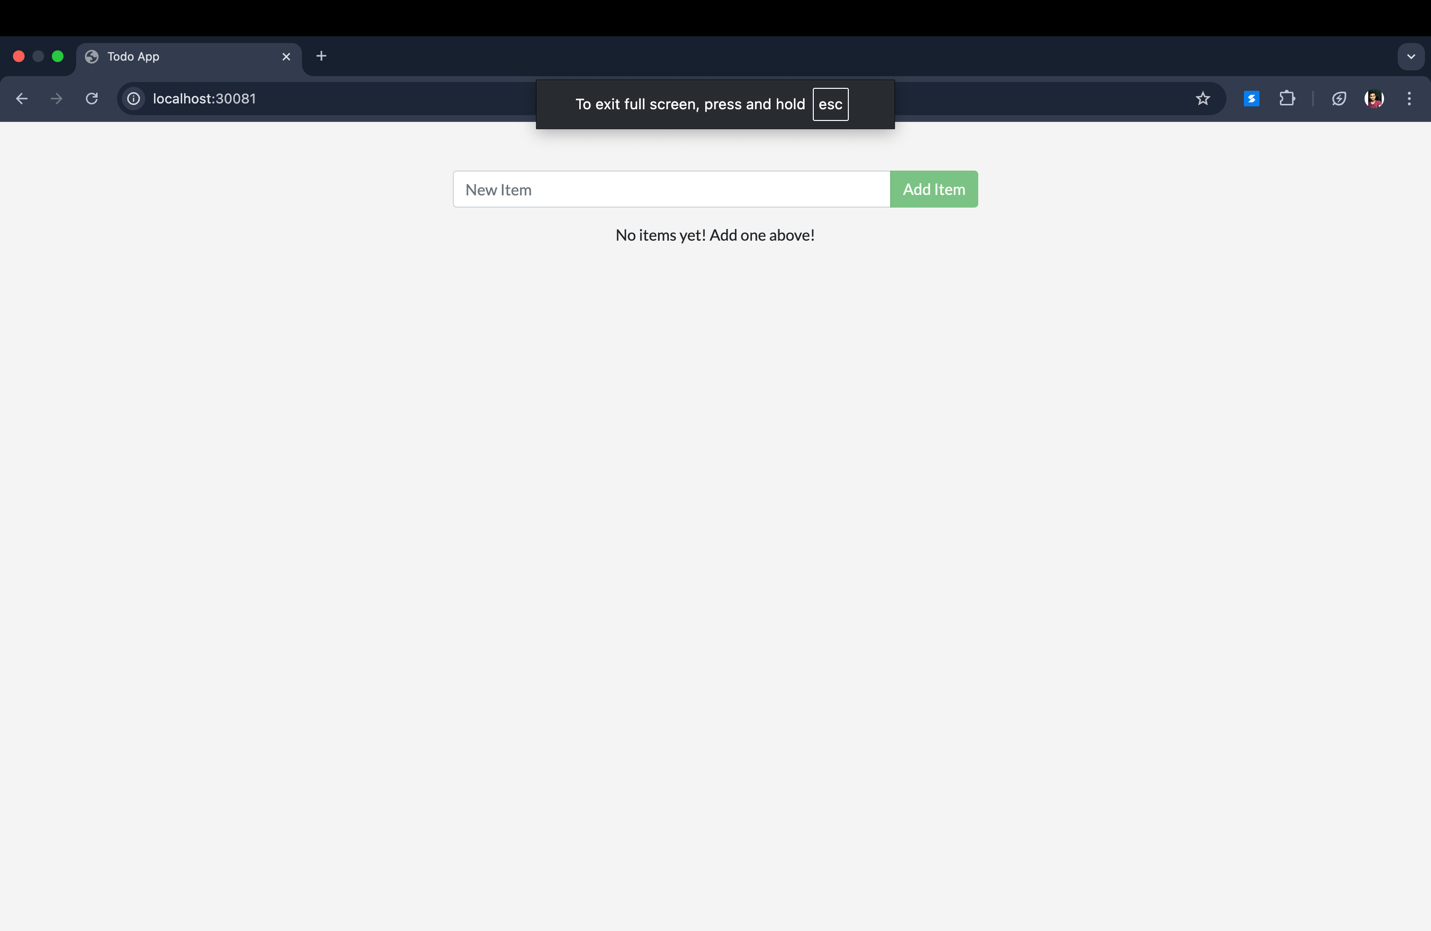 Todo App
localhost:30081
To exit full screen, press and hold esc
New Item
Add Item
No items yet! Add one above!